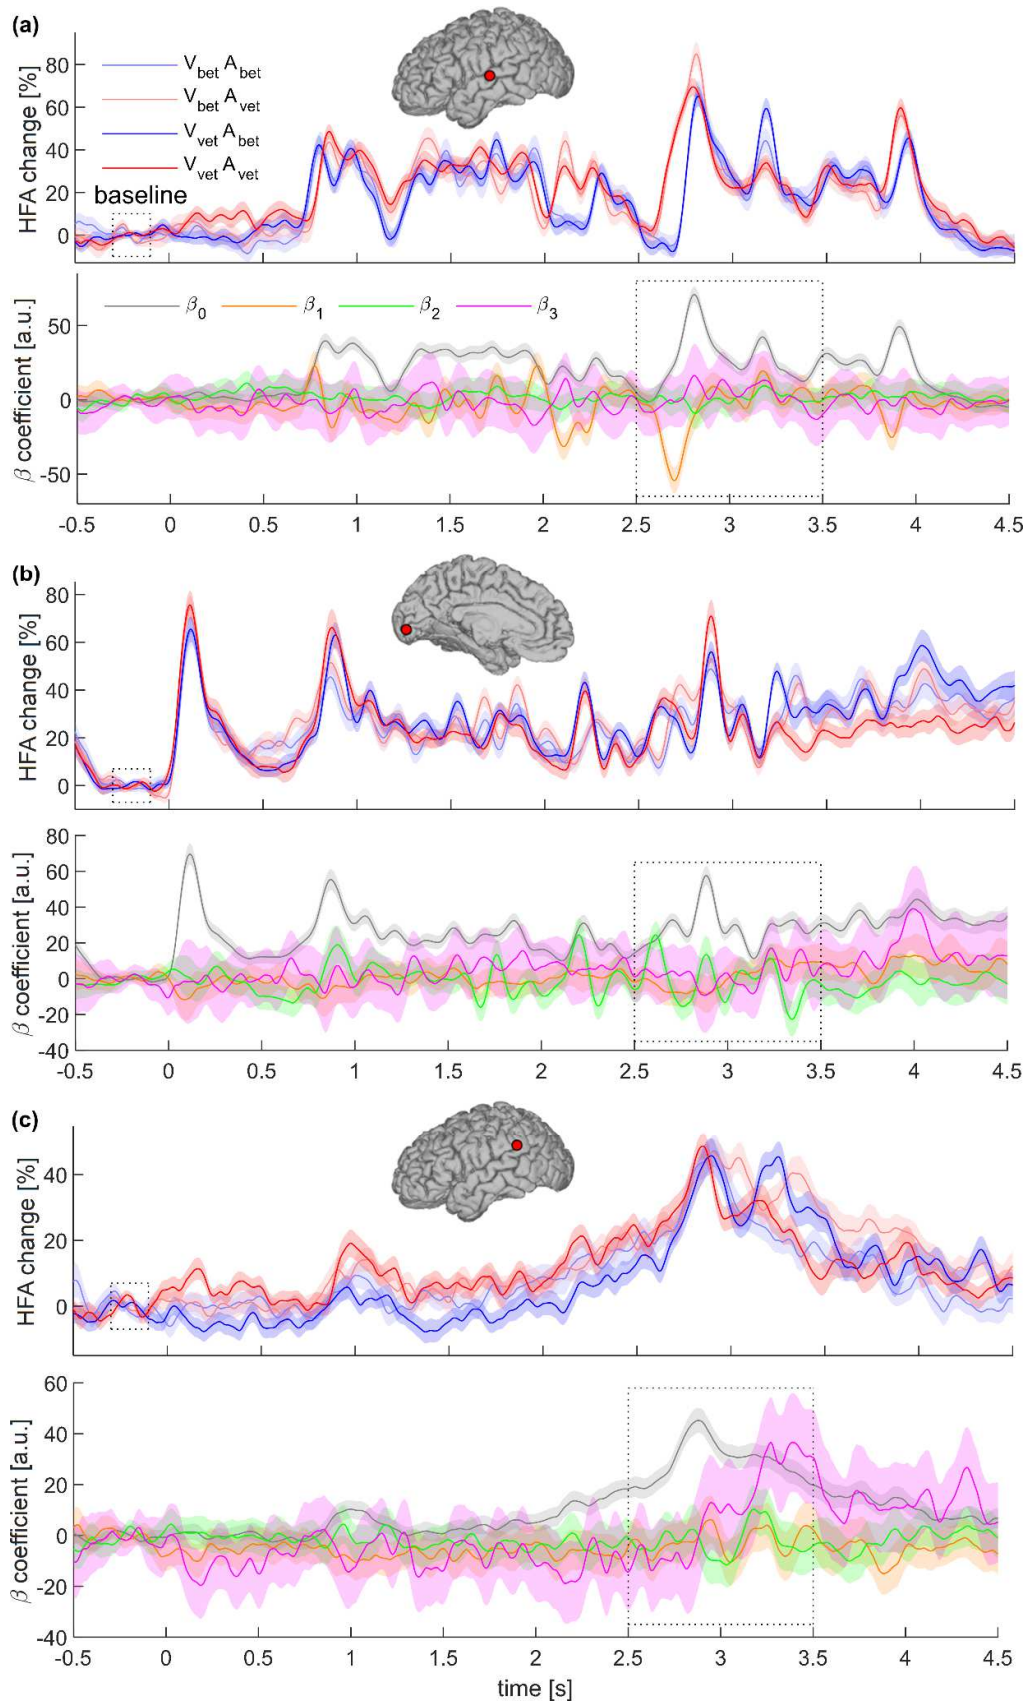 (a)
HFA change [%]
80
60
40
20
0
V_bet A_bet
V_bet A_vet
V_vet A_bet
V_vet A_vet
baseline
β coefficient [a.u.]
50
0
-50
β_0 β_1 β_2 β_3
-0.5 0 0.5 1 1.5 2 2.5 3 3.5 4 4.5
(b)
HFA change [%]
80
60
40
20
0
β coefficient [a.u.]
80
60
40
20
0
-20
-40
-0.5 0 0.5 1 1.5 2 2.5 3 3.5 4 4.5
(c)
HFA change [%]
40
20
0
β coefficient [a.u.]
60
40
20
0
-20
-40
-0.5 0 0.5 1 1.5 2 2.5 3 3.5 4 4.5
time [s]